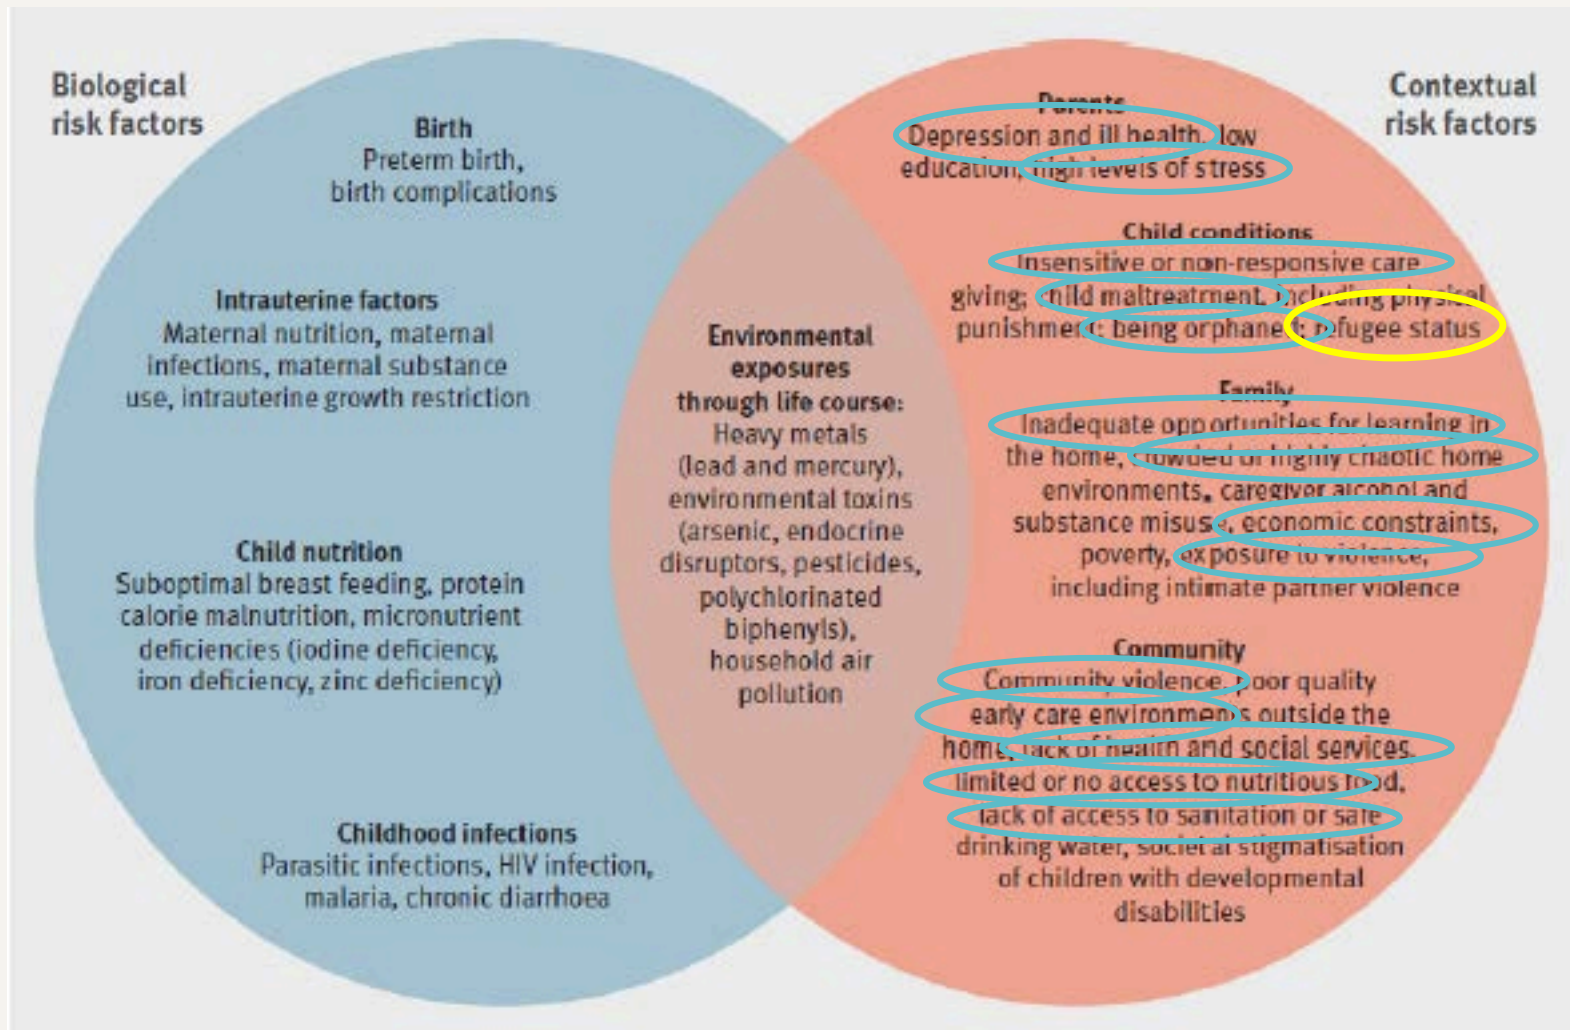 Biological
risk factors
Birth
Preterm birth,
birth complications
Intrauterine factors
Maternal nutrition, maternal
infections, maternal substance
use, intrauterine growth restriction
Child nutrition
Suboptimal breast feeding, protein
calorie malnutrition, micronutrient
deficiencies (iodine deficiency,
iron deficiency, zinc deficiency)
Childhood infections
Parasitic infections, HIV infection,
malaria, chronic diarrhoea
Environmental
exposures
through life course:
Heavy metals
(lead and mercury),
environmental toxins
(arsenic, endocrine
disruptors, pesticides,
polychlorinated
biphenyls),
household air
pollution
Contextual
risk factors
Parents
Depression and ill health, low
education, high levels of stress
Child conditions
Insensitive or non-responsive care
giving; child maltreatment, including physical
punishment; being orphaned; refugee status
Family
Inadequate opportunities for learning in
the home, crowded or highly chaotic home
environments, caregiver alcohol and
substance misuse, economic constraints,
poverty, exposure to violence,
including intimate partner violence
Community
Community violence, poor quality
early care environments outside the
home, lack of health and social services,
limited or no access to nutritious food,
lack of access to sanitation or safe
drinking water, societal stigmatisation
of children with developmental
disabilities